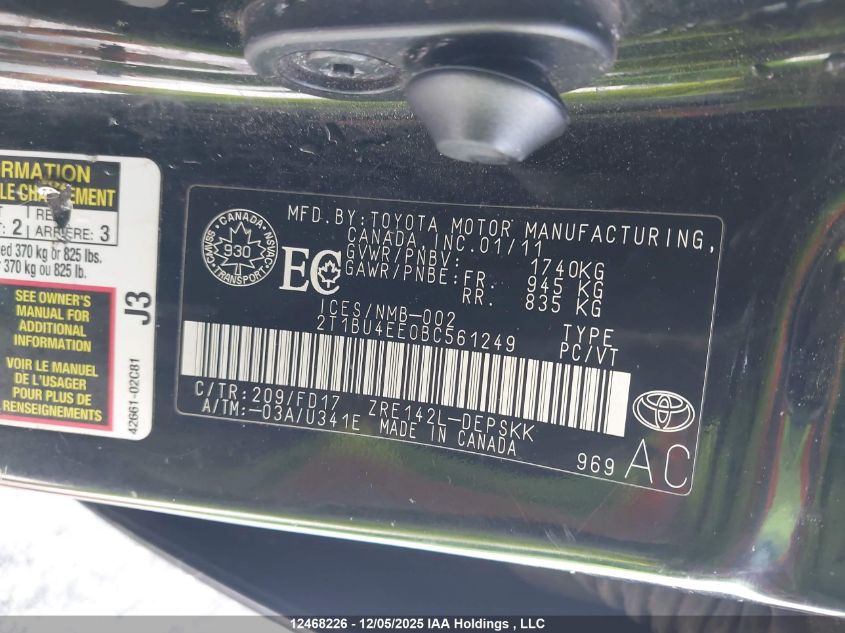 RMATION
LE CHARGEMENT
: 2 | ARRIÈRE: 3
ed 370 kg or 825 lbs.
370 kg ou 825 lb.
SEE OWNER'S
MANUAL FOR
ADDITIONAL
INFORMATION
VOIR LE MANUEL
DE L'USAGER
POUR PLUS DE
RENSEIGNEMENTS
J3
42661-02C81
CANADA
CMVSS NSVAC
930
TRANSPORT
EC
MFD.BY:TOYOTA MOTOR MANUFACTURING,
CANADA INC.01/11
GVWR/PNBV: 1740KG
GAWR/PNBE:FR. 945 KG
RR. 835 KG
ICES/NMB-002
2T1BU4EE0BC561249
TYPE
PC/VT
C/TR:209/FD17 ZRE142L-DEPSKK
A/TM:-03A/U341E MADE IN CANADA
969 AC
12468226 - 12/05/2025 IAA Holdings , LLC